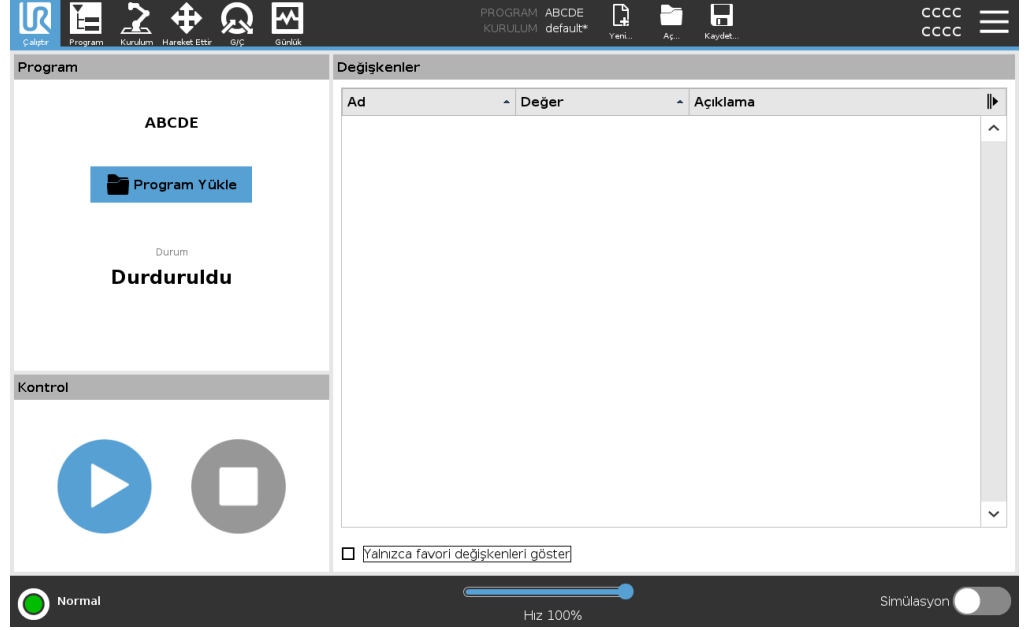 Çalıştır
Program
Kurulum
Hareket Ettir
G/Ç
Günlük
PROGRAM ABCDE
KURULUM default*
Yeni...
Aç...
Kaydet...
CCCC
CCCC
Program
ABCDE
Program Yükle
Durum
Durduruldu
Kontrol
Değişkenler
Ad
Değer
Açıklama
Yalnızca favori değişkenleri göster
Normal
Hız 100%
Simülasyon